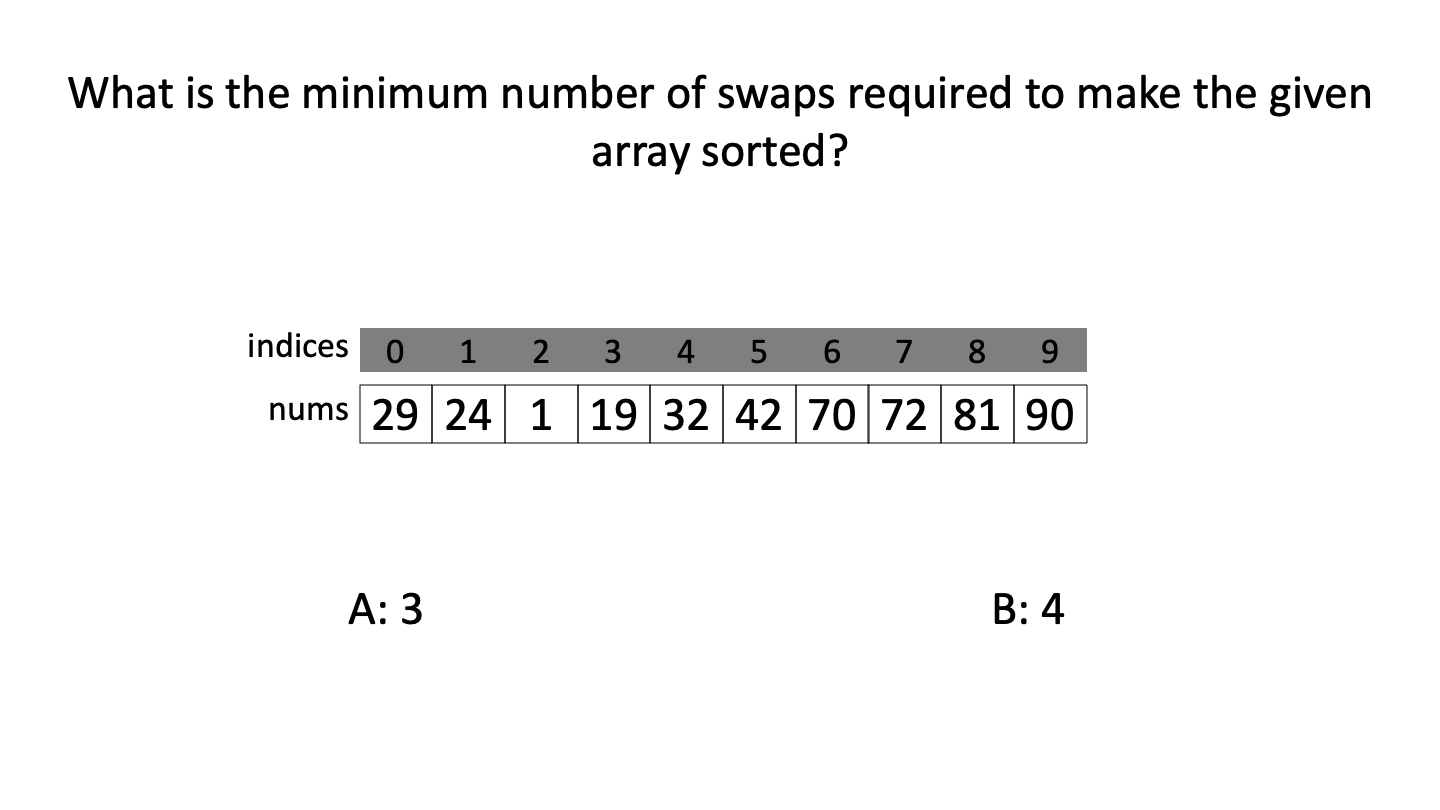 What is the minimum number of swaps required to make the given
array sorted?
indices 0 1 2 3 4 5 6 7 8 9
nums 29 24 1 19 32 42 70 72 81 90
A: 3 B: 4